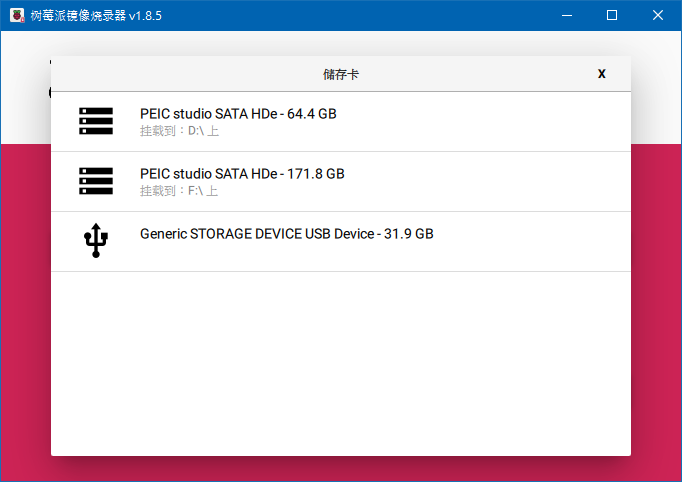 树莓派镜像烧录器 v1.8.5
储存卡
X
PEIC studio SATA HDe - 64.4 GB
挂载到：D:\ 上
PEIC studio SATA HDe - 171.8 GB
挂载到：F:\ 上
Generic STORAGE DEVICE USB Device - 31.9 GB